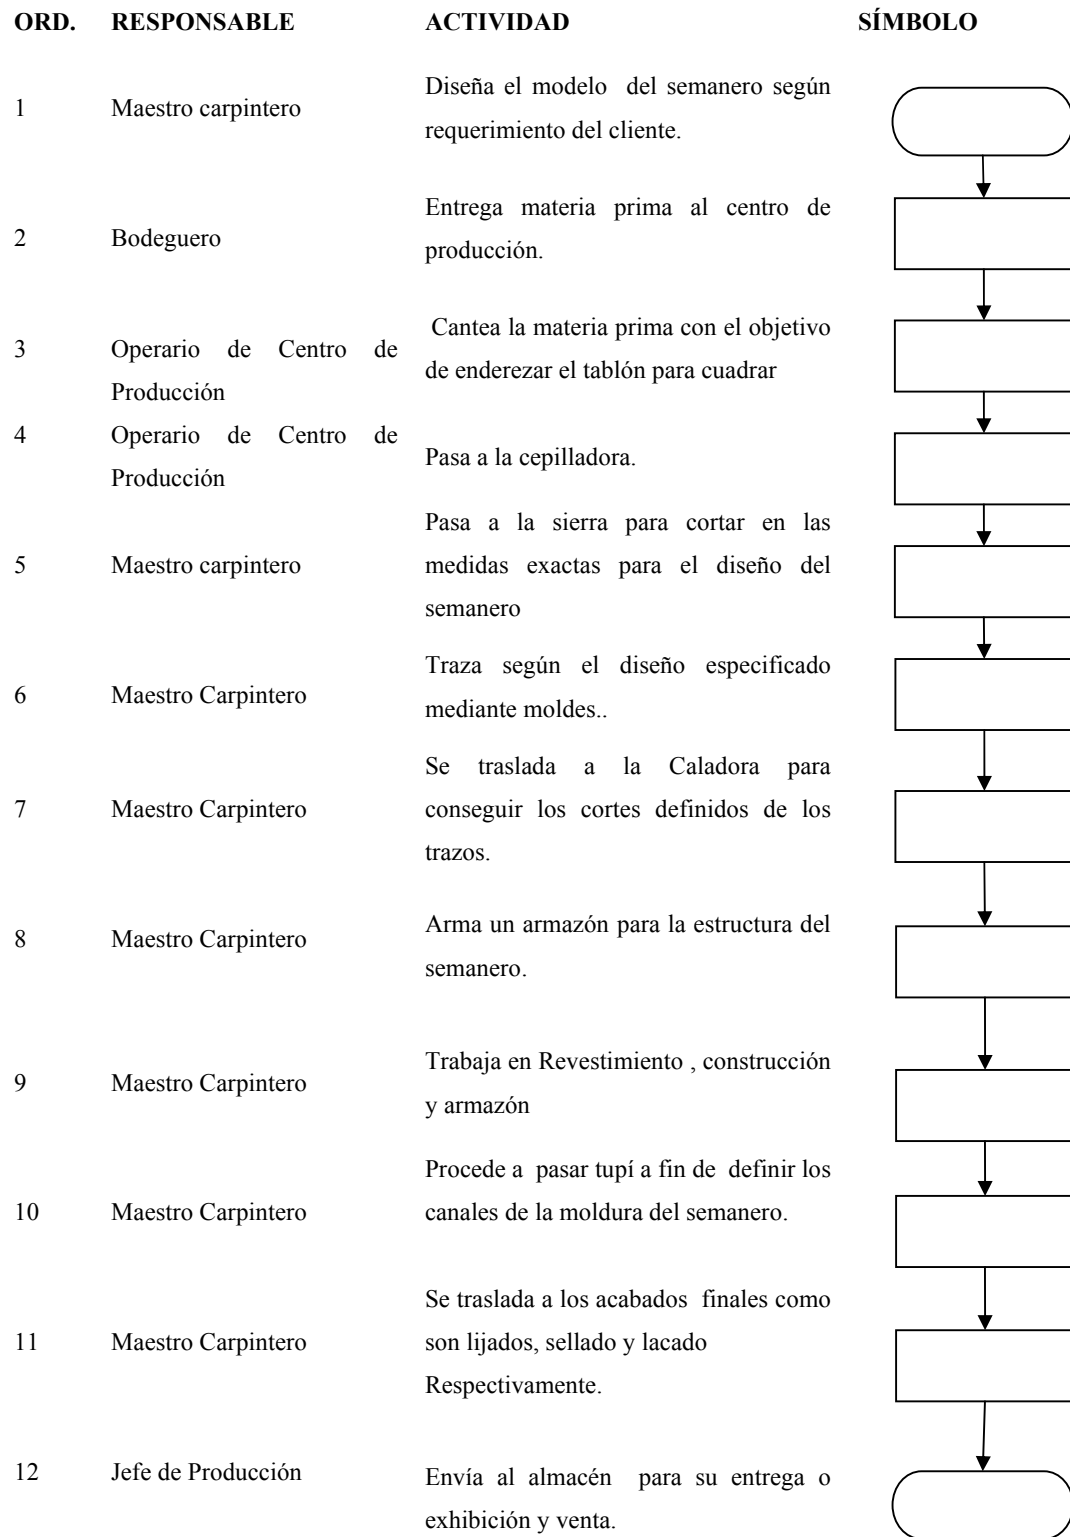 ORD. RESPONSABLE ACTIVIDAD SÍMBOLO
1 Maestro carpintero Diseña el modelo del semanero según
requerimiento del cliente.
2 Bodeguero Entrega materia prima al centro de
producción.
3 Operario de Centro de Cantea la materia prima con el objetivo
Producción de enderezar el tablón para cuadrar
4 Operario de Centro de
Producción Pasa a la cepilladora.
Pasa a la sierra para cortar en las
5 Maestro carpintero medidas exactas para el diseño del
semanero
6 Maestro Carpintero Traza según el diseño especificado
mediante moldes..
Se traslada a la Caladora para
7 Maestro Carpintero conseguir los cortes definidos de los
trazos.
8 Maestro Carpintero Arma un armazón para la estructura del
semanero.
9 Maestro Carpintero Trabaja en Revestimiento , construcción
y armazón
Procede a pasar tupí a fin de definir los
10 Maestro Carpintero canales de la moldura del semanero.
Se traslada a los acabados finales como
11 Maestro Carpintero son lijados, sellado y lacado
Respectivamente.
12 Jefe de Producción Envía al almacén para su entrega o
exhibición y venta.